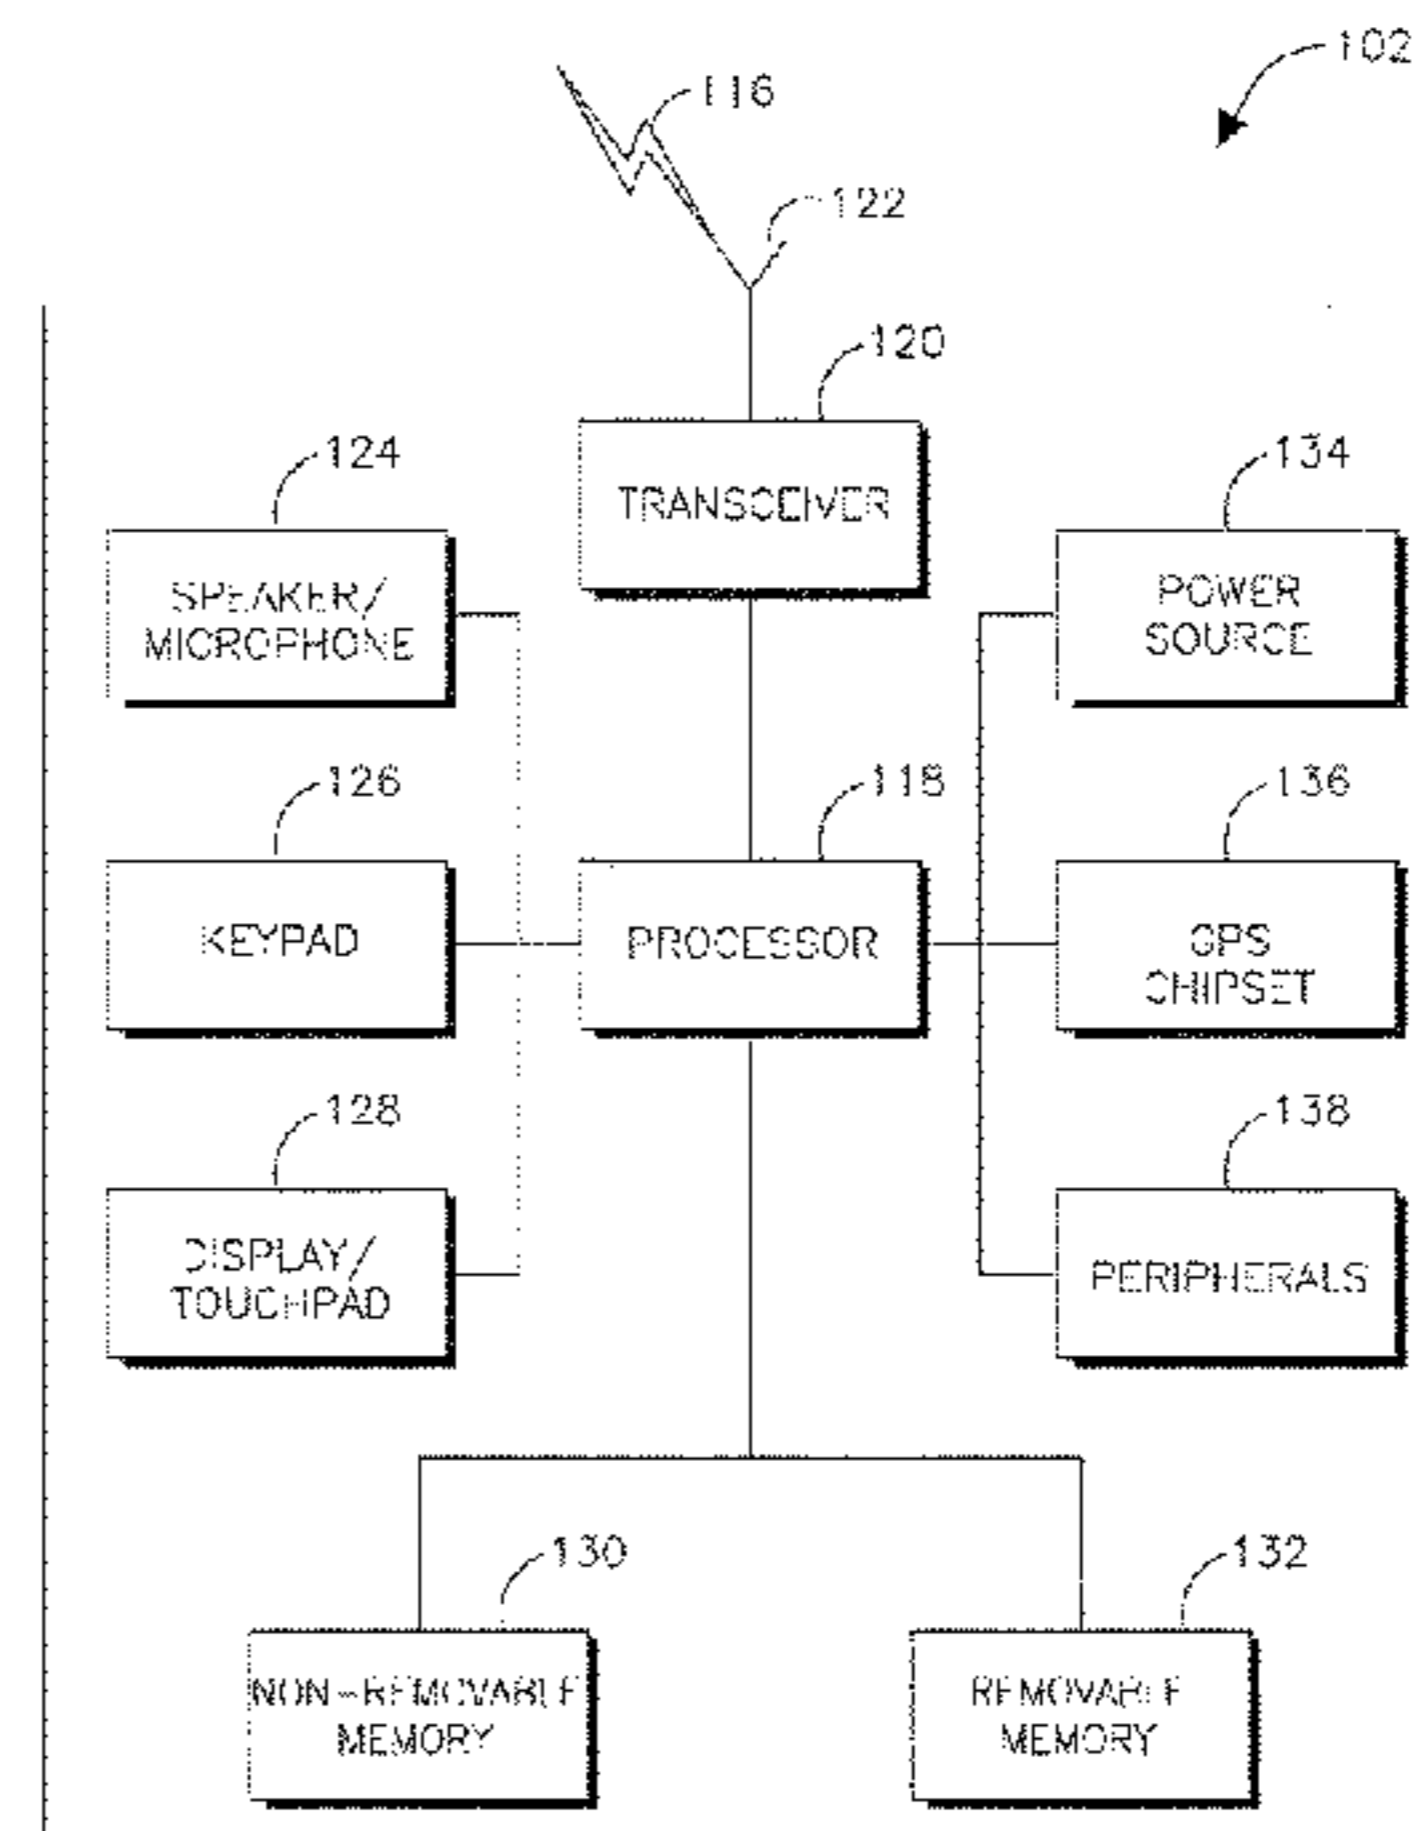 102
116
122
120
TRANSCEIVER
124
SPEAKER/
MICROPHONE
134
POWER
SOURCE
126
KEYPAD
118
PROCESSOR
136
GPS
CHIPSET
128
DISPLAY/
TOUCHPAD
138
PERIPHERALS
130
NON-REMOVABLE
MEMORY
132
REMOVABLE
MEMORY